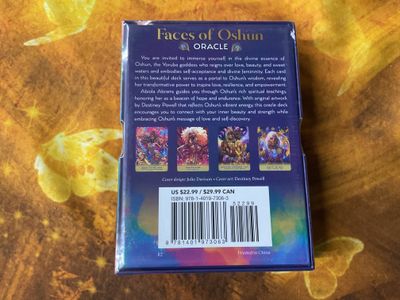 Faces of Oshun
ORACLE
You are invited to immerse yourself in the divine essence of
Oshun, the Yoruba goddess who reigns over love, beauty, and sweet
waters and embodies self-acceptance and divine femininity. Each card
in this beautiful deck serves as a portal to Oshun's realm, revealing
her transformative power to inspire love, resilience, and empowerment.
Abiola Abrams guides you through Oshun's rich spiritual teachings,
honoring her as a beacon of hope and endurance. With original artwork
by Destiney Powell that reflects Oshun's vibrant energy, this oracle deck
encourages you to connect with your inner beauty and strength while
embracing Oshun's message of love and self-discovery.
Cover design: Julie Davison • Cover art: Destiney Powell
US $22.99 / $29.99 CAN
ISBN: 978-1-4019-7306-3
52299
9 781401 973063
Printed in China